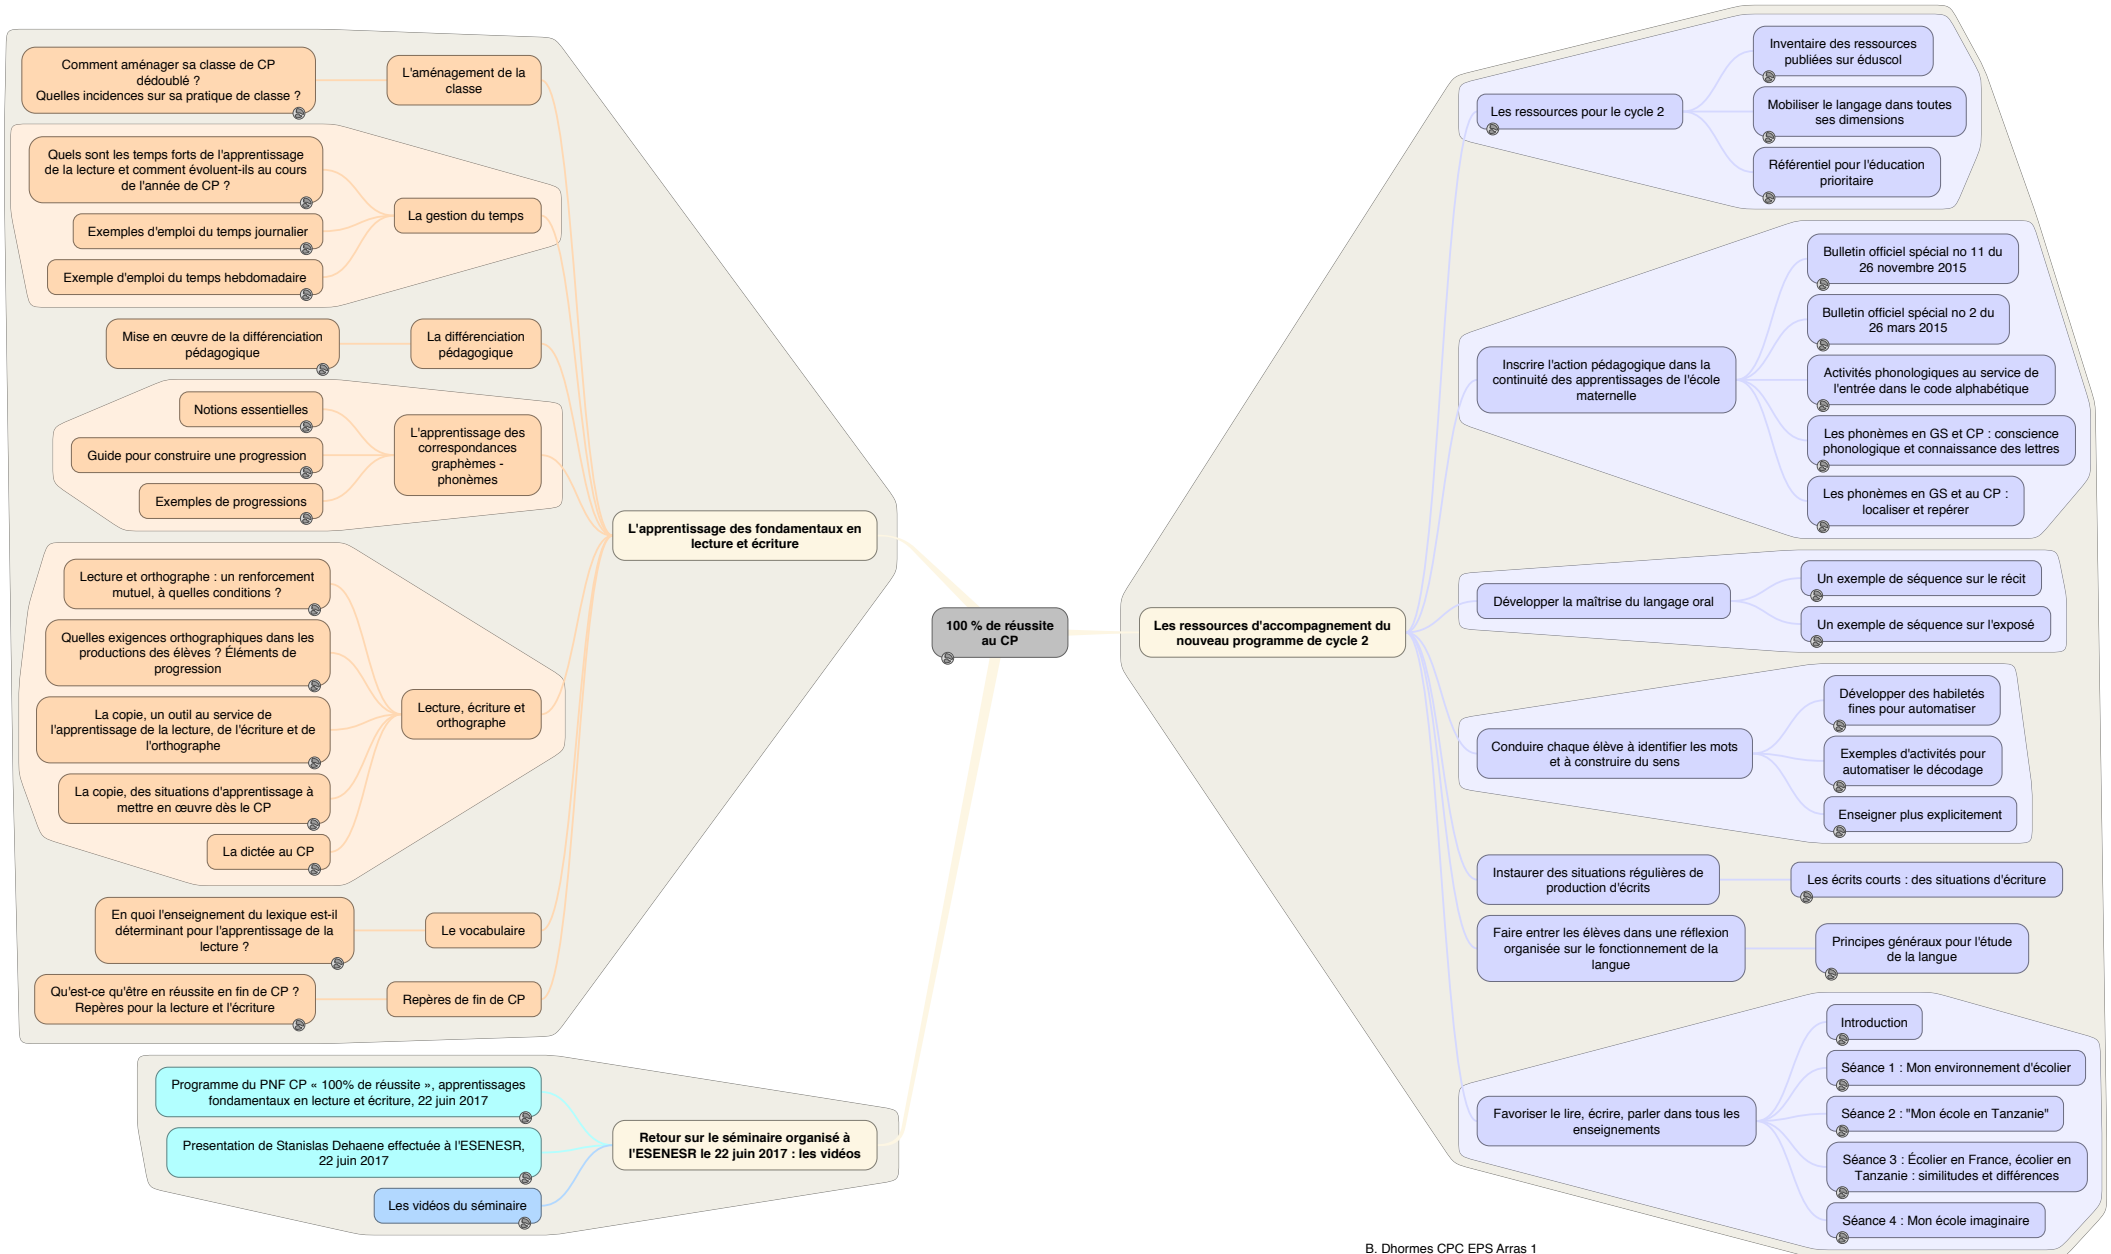 100 % de réussite
au CP
L'apprentissage des fondamentaux en
lecture et écriture
L'aménagement de la
classe
Comment aménager sa classe de CP
dédoublé ?
Quelles incidences sur sa pratique de classe ?
La gestion du temps
Quels sont les temps forts de l'apprentissage
de la lecture et comment évoluent-ils au cours
de l'année de CP ?
Exemples d'emploi du temps journalier
Exemple d'emploi du temps hebdomadaire
La différenciation
pédagogique
Mise en œuvre de la différenciation
pédagogique
L'apprentissage des
correspondances
graphèmes -
phonèmes
Notions essentielles
Guide pour construire une progression
Exemples de progressions
Lecture, écriture et
orthographe
Lecture et orthographe : un renforcement
mutuel, à quelles conditions ?
Quelles exigences orthographiques dans les
productions des élèves ? Éléments de
progression
La copie, un outil au service de
l'apprentissage de la lecture, de l'écriture et de
l'orthographe
La copie, des situations d'apprentissage à
mettre en œuvre dès le CP
La dictée au CP
Le vocabulaire
En quoi l'enseignement du lexique est-il
déterminant pour l'apprentissage de la
lecture ?
Repères de fin de CP
Qu'est-ce qu'être en réussite en fin de CP ?
Repères pour la lecture et l'écriture
Retour sur le séminaire organisé à
l'ESENESR le 22 juin 2017 : les vidéos
Programme du PNF CP « 100% de réussite », apprentissages
fondamentaux en lecture et écriture, 22 juin 2017
Presentation de Stanislas Dehaene effectuée à l'ESENESR,
22 juin 2017
Les vidéos du séminaire
Les ressources d'accompagnement du
nouveau programme de cycle 2
Les ressources pour le cycle 2
Inventaire des ressources
publiées sur éduscol
Mobiliser le langage dans toutes
ses dimensions
Référentiel pour l'éducation
prioritaire
Inscrire l'action pédagogique dans la
continuité des apprentissages de l'école
maternelle
Bulletin officiel spécial no 11 du
26 novembre 2015
Bulletin officiel spécial no 2 du
26 mars 2015
Activités phonologiques au service de
l'entrée dans le code alphabétique
Les phonèmes en GS et CP : conscience
phonologique et connaissance des lettres
Les phonèmes en GS et au CP :
localiser et repérer
Développer la maîtrise du langage oral
Un exemple de séquence sur le récit
Un exemple de séquence sur l'exposé
Conduire chaque élève à identifier les mots
et à construire du sens
Développer des habiletés
fines pour automatiser
Exemples d'activités pour
automatiser le décodage
Enseigner plus explicitement
Instaurer des situations régulières de
production d'écrits
Les écrits courts : des situations d'écriture
Faire entrer les élèves dans une réflexion
organisée sur le fonctionnement de la
langue
Principes généraux pour l'étude
de la langue
Favoriser le lire, écrire, parler dans tous les
enseignements
Introduction
Séance 1 : Mon environnement d'écolier
Séance 2 : "Mon école en Tanzanie"
Séance 3 : Écolier en France, écolier en
Tanzanie : similitudes et différences
Séance 4 : Mon école imaginaire
B. Dhormes CPC EPS Arras 1